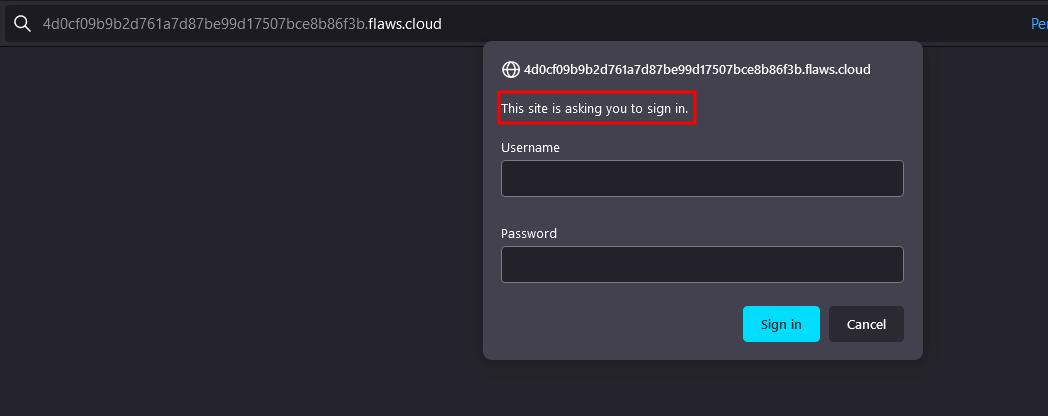 4d0cf09b9b2d761a7d87be99d17507bce8b86f3b.flaws.cloud
Per
4d0cf09b9b2d761a7d87be99d17507bce8b86f3b.flaws.cloud
This site is asking you to sign in.
Username
Password
Sign in
Cancel